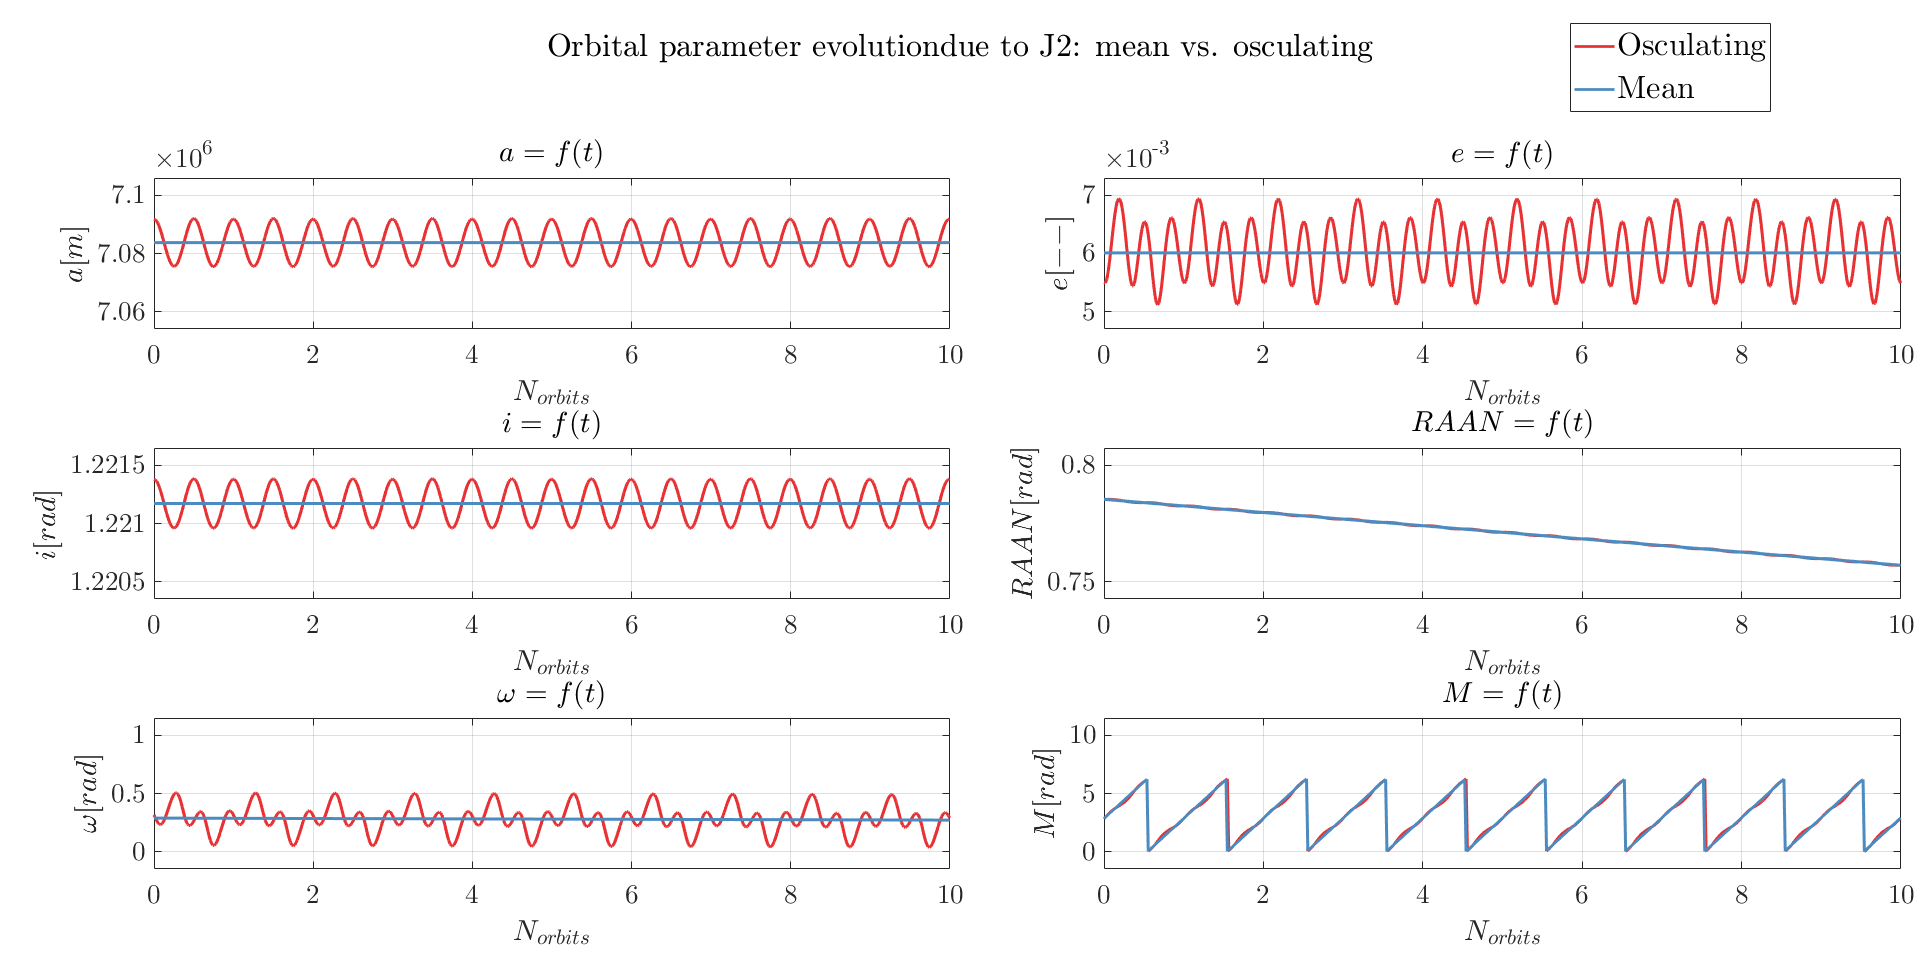 Orbital parameter evolutiondue to J2: mean vs. osculating
Osculating
Mean
a = f(t)
×10^6
7.1
7.08
7.06
a[m]
0 2 4 6 8 10
N_orbits
e = f(t)
×10^-3
7
6
5
e[−−]
0 2 4 6 8 10
N_orbits
i = f(t)
1.2215
1.221
1.2205
i[rad]
0 2 4 6 8 10
N_orbits
RAAN = f(t)
0.8
0.75
RAAN[rad]
0 2 4 6 8 10
N_orbits
ω = f(t)
1
0.5
0
ω[rad]
0 2 4 6 8 10
N_orbits
M = f(t)
10
5
0
M[rad]
0 2 4 6 8 10
N_orbits